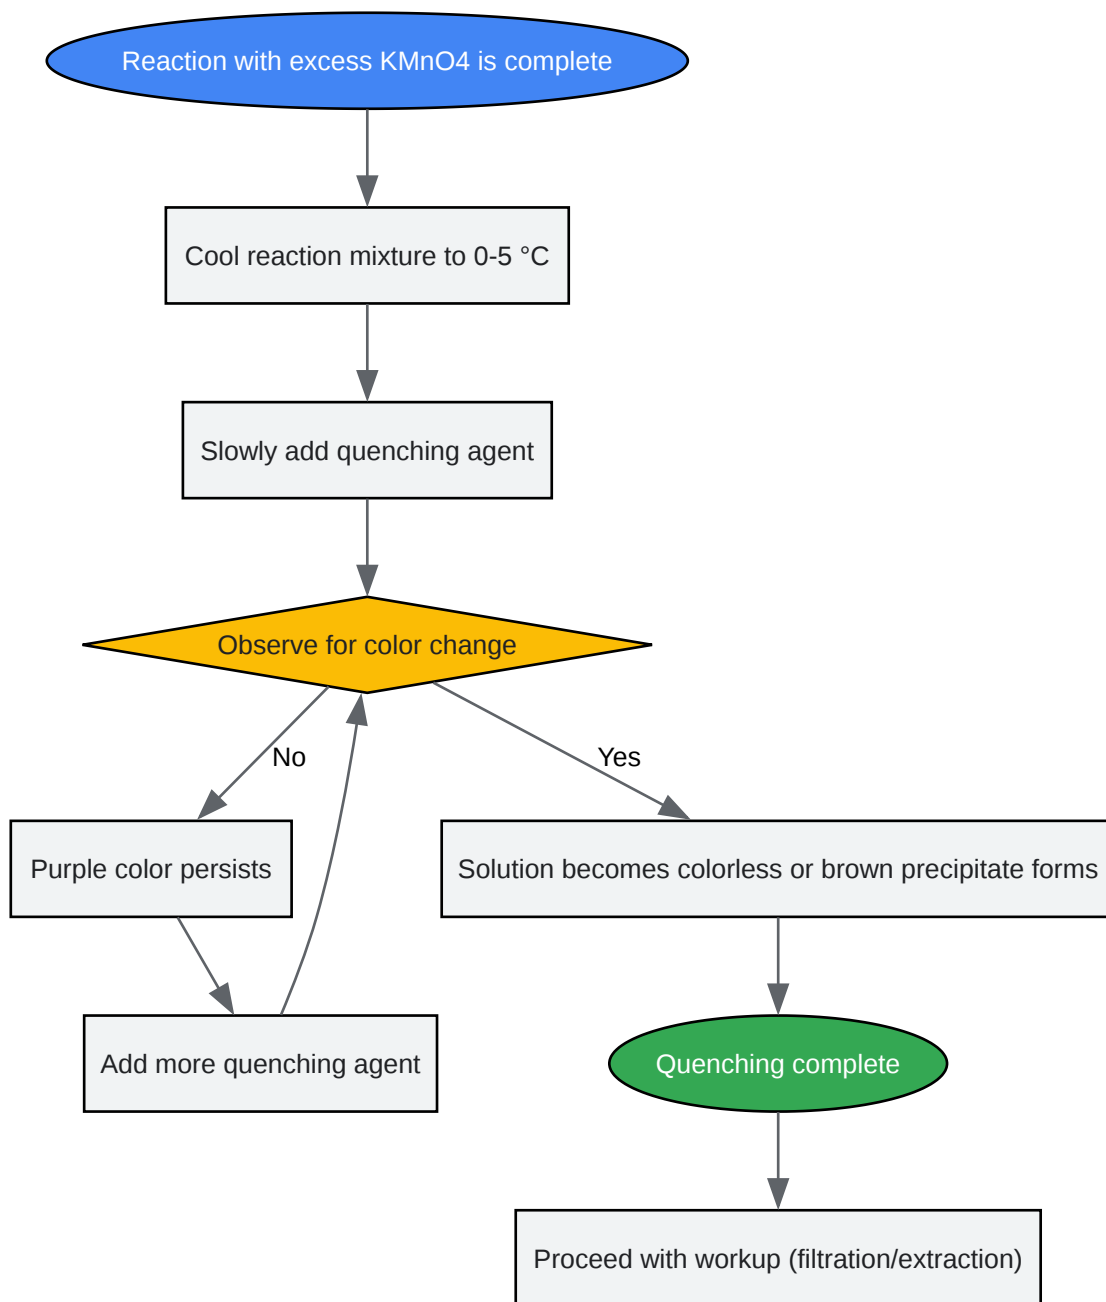 Reaction with excess KMnO4 is complete
Cool reaction mixture to 0-5 °C
Slowly add quenching agent
Observe for color change
No
Yes
Purple color persists
Solution becomes colorless or brown precipitate forms
Add more quenching agent
Quenching complete
Proceed with workup (filtration/extraction)